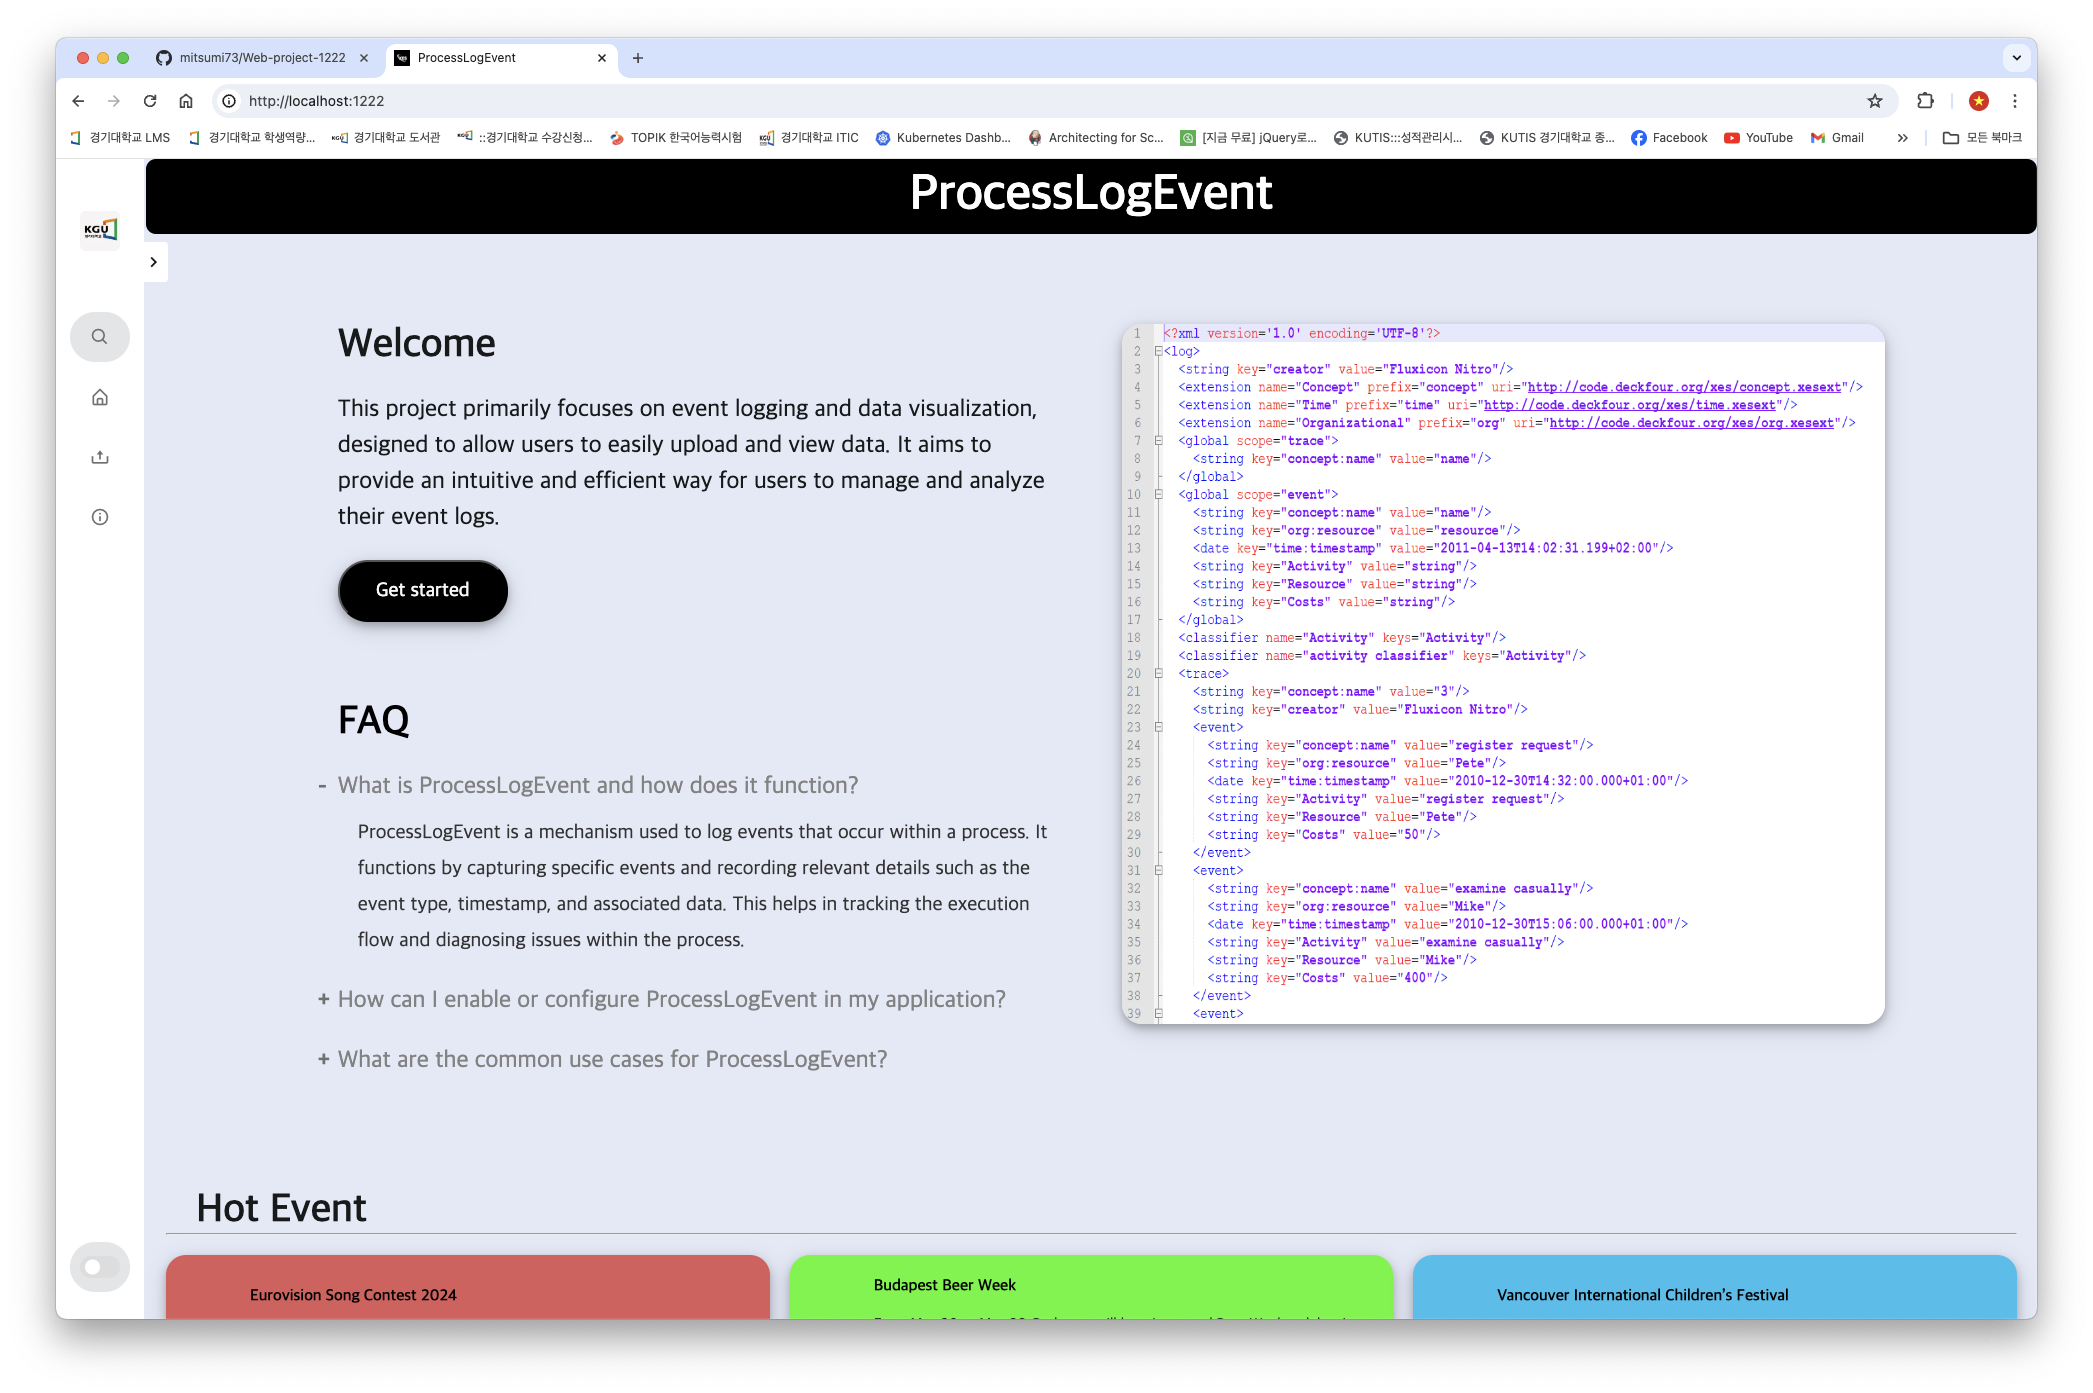 mitsumi73/Web-project-1222
ProcessLogEvent
http://localhost:1222
경기대학교 LMS
경기대학교 학생역량...
경기대학교 도서관
::경기대학교 수강신청...
TOPIK 한국어능력시험
경기대학교 ITIC
Kubernetes Dashb...
Architecting for Sc...
[지금 무료] jQuery로...
KUTIS:::성적관리시...
KUTIS 경기대학교 종...
Facebook
YouTube
Gmail
모든 북마크
ProcessLogEvent
KGU
Welcome
This project primarily focuses on event logging and data visualization,
designed to allow users to easily upload and view data. It aims to
provide an intuitive and efficient way for users to manage and analyze
their event logs.
Get started
FAQ
- What is ProcessLogEvent and how does it function?
ProcessLogEvent is a mechanism used to log events that occur within a process. It
functions by capturing specific events and recording relevant details such as the
event type, timestamp, and associated data. This helps in tracking the execution
flow and diagnosing issues within the process.
+ How can I enable or configure ProcessLogEvent in my application?
+ What are the common use cases for ProcessLogEvent?
1 <?xml version='1.0' encoding='UTF-8'?>
2 <log>
3 <string key="creator" value="Fluxicon Nitro"/>
4 <extension name="Concept" prefix="concept" uri="http://code.deckfour.org/xes/concept.xesext"/>
5 <extension name="Time" prefix="time" uri="http://code.deckfour.org/xes/time.xesext"/>
6 <extension name="Organizational" prefix="org" uri="http://code.deckfour.org/xes/org.xesext"/>
7 <global scope="trace">
8 <string key="concept:name" value="name"/>
9 </global>
10 <global scope="event">
11 <string key="concept:name" value="name"/>
12 <string key="org:resource" value="resource"/>
13 <date key="time:timestamp" value="2011-04-13T14:02:31.199+02:00"/>
14 <string key="Activity" value="string"/>
15 <string key="Resource" value="string"/>
16 <string key="Costs" value="string"/>
17 </global>
18 <classifier name="Activity" keys="Activity"/>
19 <classifier name="activity classifier" keys="Activity"/>
20 <trace>
21 <string key="concept:name" value="3"/>
22 <string key="creator" value="Fluxicon Nitro"/>
23 <event>
24 <string key="concept:name" value="register request"/>
25 <string key="org:resource" value="Pete"/>
26 <date key="time:timestamp" value="2010-12-30T14:32:00.000+01:00"/>
27 <string key="Activity" value="register request"/>
28 <string key="Resource" value="Pete"/>
29 <string key="Costs" value="50"/>
30 </event>
31 <event>
32 <string key="concept:name" value="examine casually"/>
33 <string key="org:resource" value="Mike"/>
34 <date key="time:timestamp" value="2010-12-30T15:06:00.000+01:00"/>
35 <string key="Activity" value="examine casually"/>
36 <string key="Resource" value="Mike"/>
37 <string key="Costs" value="400"/>
38 </event>
39 <event>
Hot Event
Eurovision Song Contest 2024
Budapest Beer Week
Vancouver International Children's Festival